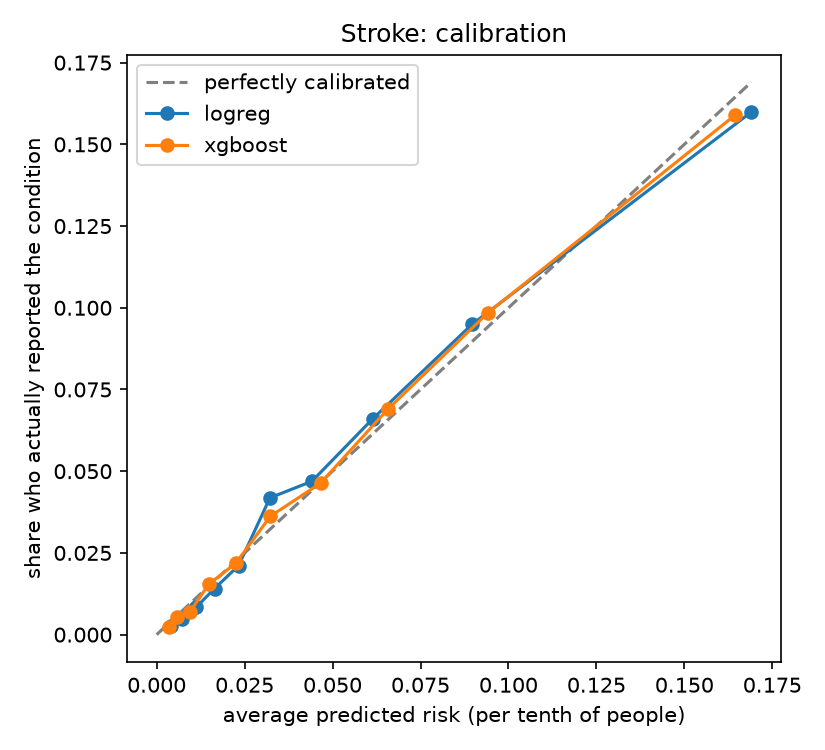 Stroke: calibration
perfectly calibrated
logreg
xgboost
share who actually reported the condition
0.175
0.150
0.125
0.100
0.075
0.050
0.025
0.000
0.000 0.025 0.050 0.075 0.100 0.125 0.150 0.175
average predicted risk (per tenth of people)